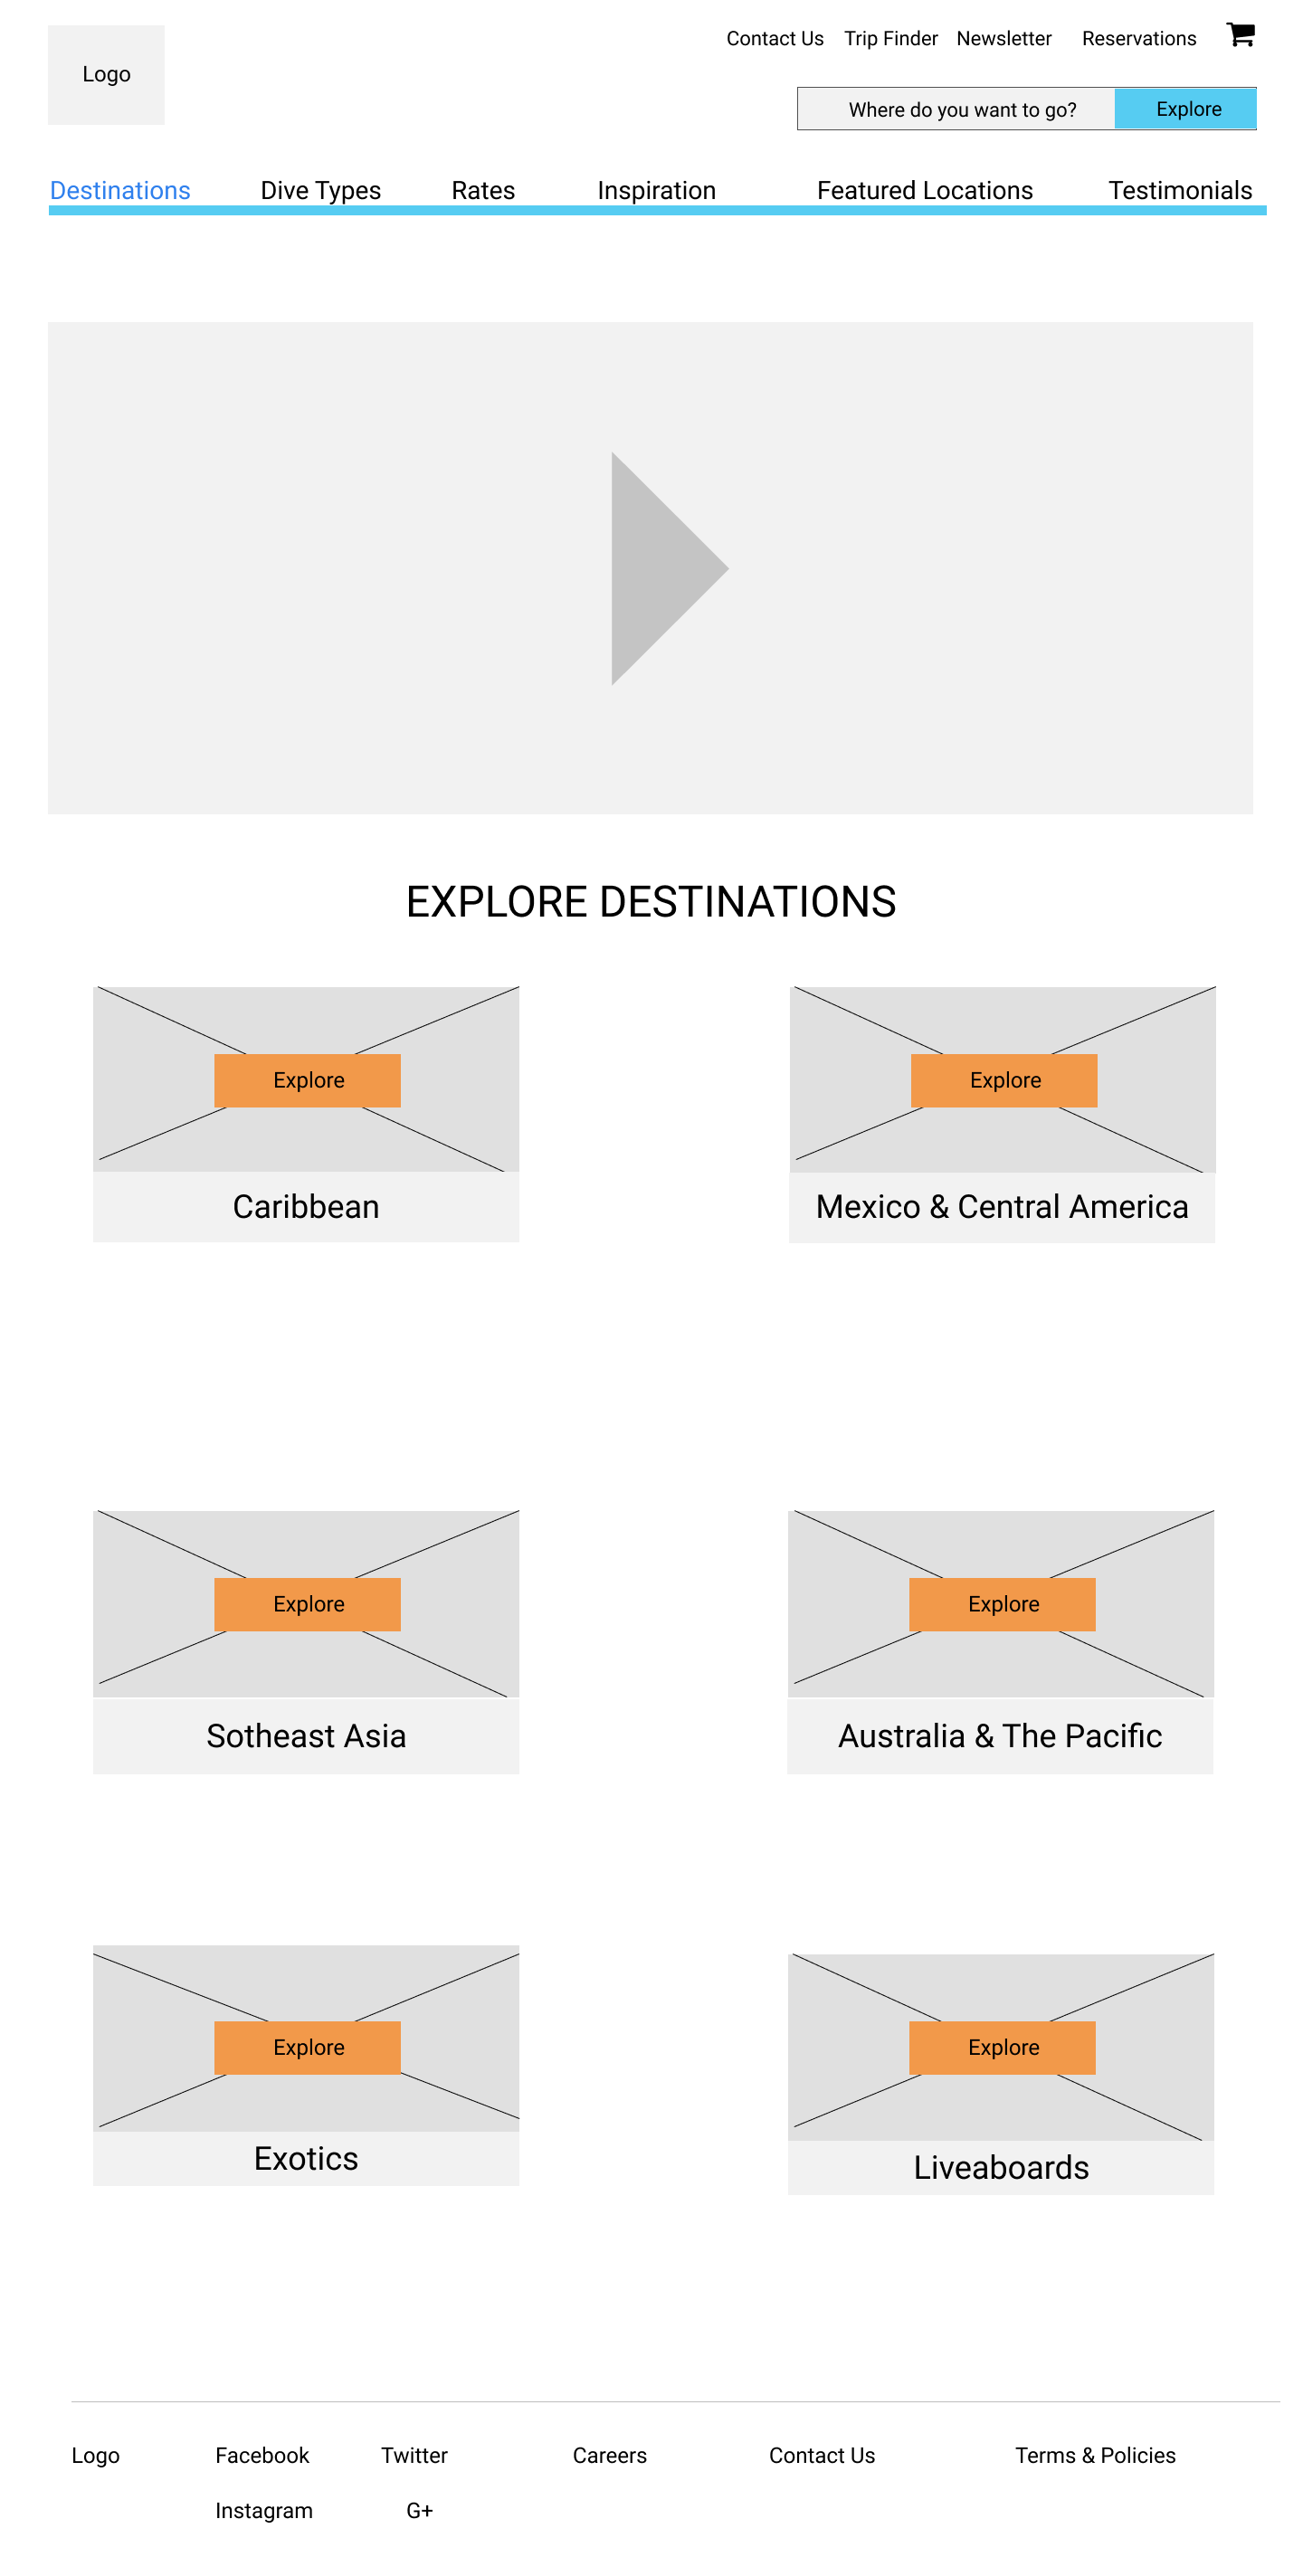 Logo
Contact Us Trip Finder Newsletter Reservations
Where do you want to go? Explore
Destinations Dive Types Rates Inspiration Featured Locations Testimonials
EXPLORE DESTINATIONS
Explore Explore
Caribbean Mexico & Central America
Explore Explore
Sotheast Asia Australia & The Pacific
Explore Explore
Exotics Liveaboards
Logo Facebook Twitter Careers Contact Us Terms & Policies
Instagram G+